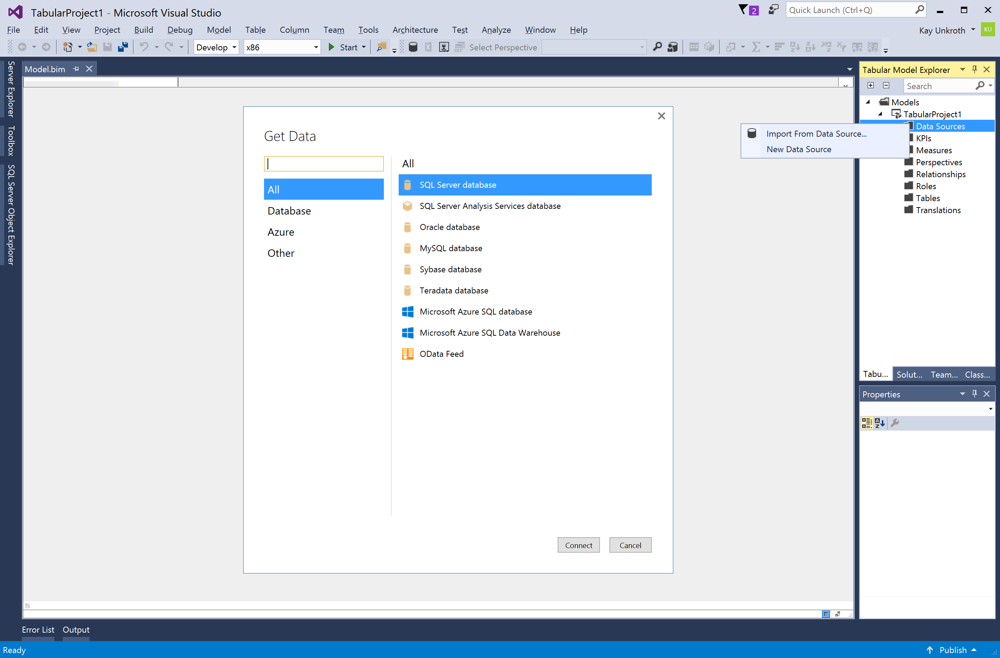 TabularProject1 - Microsoft Visual Studio
2
Quick Launch (Ctrl+Q)
File Edit View Project Build Debug Model Table Column Team Tools Architecture Test Analyze Window Help
Kay Unkroth KU
Develop x86 Start Select Perspective
Server Explorer
Toolbox
SQL Server Object Explorer
Model.bim
Get Data
All
Database
Azure
Other
All
SQL Server database
SQL Server Analysis Services database
Oracle database
MySQL database
Sybase database
Teradata database
Microsoft Azure SQL database
Microsoft Azure SQL Data Warehouse
OData Feed
Connect Cancel
Import From Data Source...
New Data Source
Tabular Model Explorer
Search
Models
TabularProject1
Data Sources
KPIs
Measures
Perspectives
Relationships
Roles
Tables
Translations
Tabu... Solut... Team... Class...
Properties
Error List Output
Ready
Publish